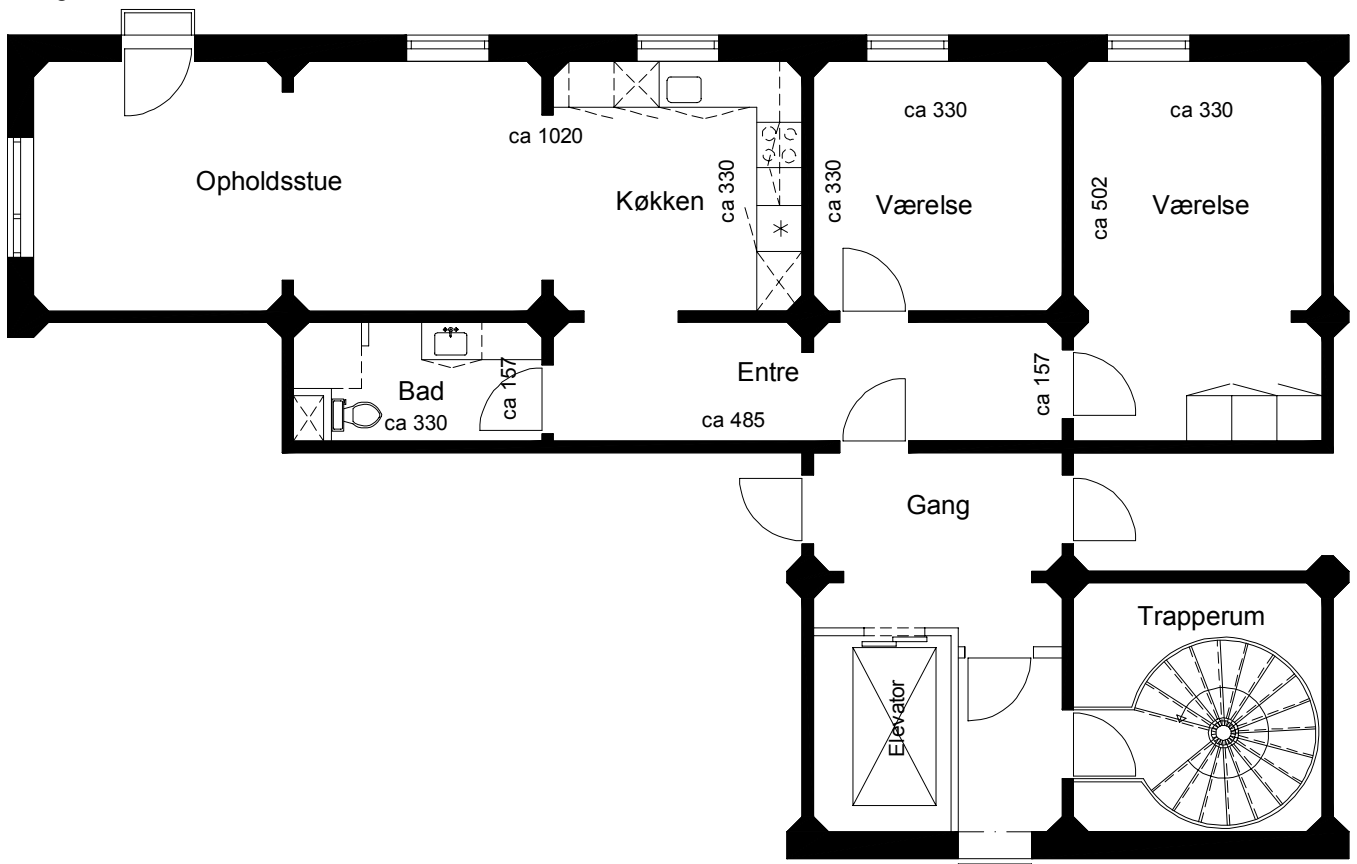 ca 1020
ca 330
ca 330
Opholdsstue
Køkken
ca 330
ca 330
Værelse
ca 502
Værelse
Bad
ca 330
ca 157
Entre
ca 485
ca 157
Gang
Trapperum
Elevator